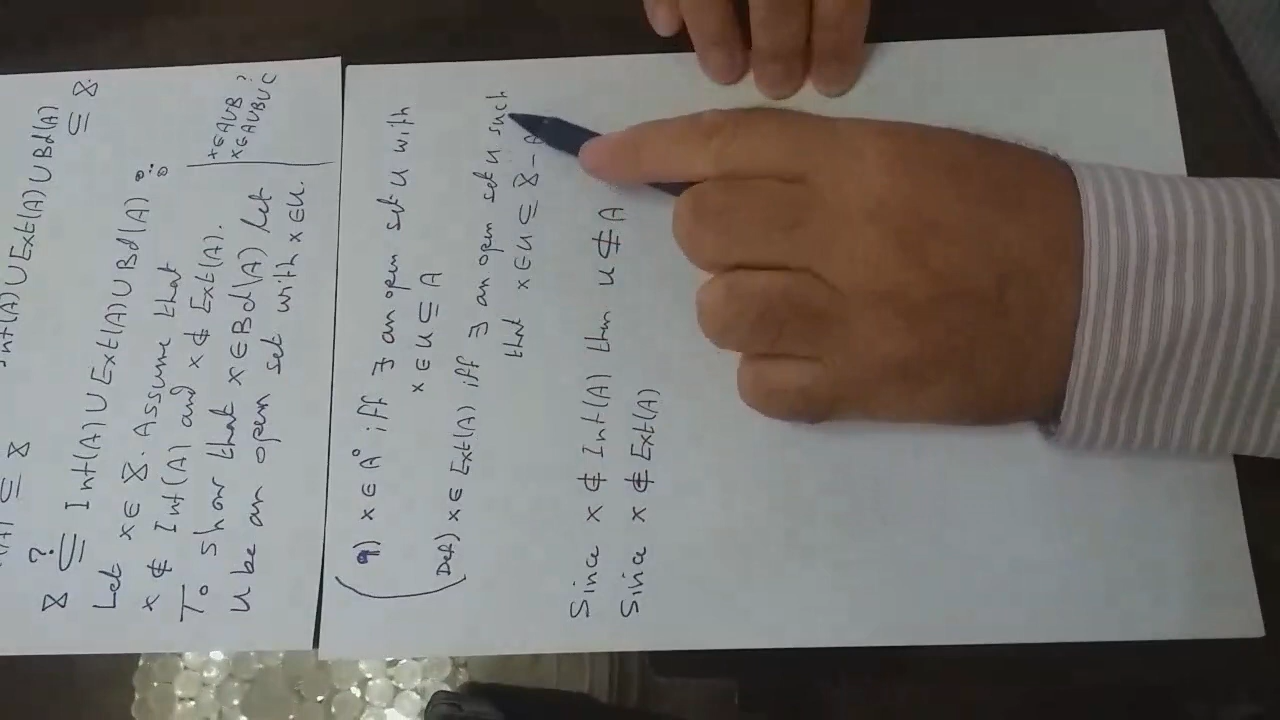 Int(A) ∪ Ext(A) ∪ Bd(A)
⊆ X
⊆ X.
X ⊆? Int(A) ∪ Ext(A) ∪ Bd(A)
Let x ∈ X. Assume that
x ∉ Int(A) and x ∉ Ext(A).
To show that x ∈ Bd(A) let
U be an open set with x ∈ U.
x ∈ A∪B ?
x ∈ A∪B∪C
9) x ∈ A° iff ∃ an open set U with
x ∈ U ⊆ A
Def) x ∈ Ext(A) iff ∃ an open set U such
that x ∈ U ⊆ X - A
Since x ∉ Int(A) then U ⊈ A
Since x ∉ Ext(A)